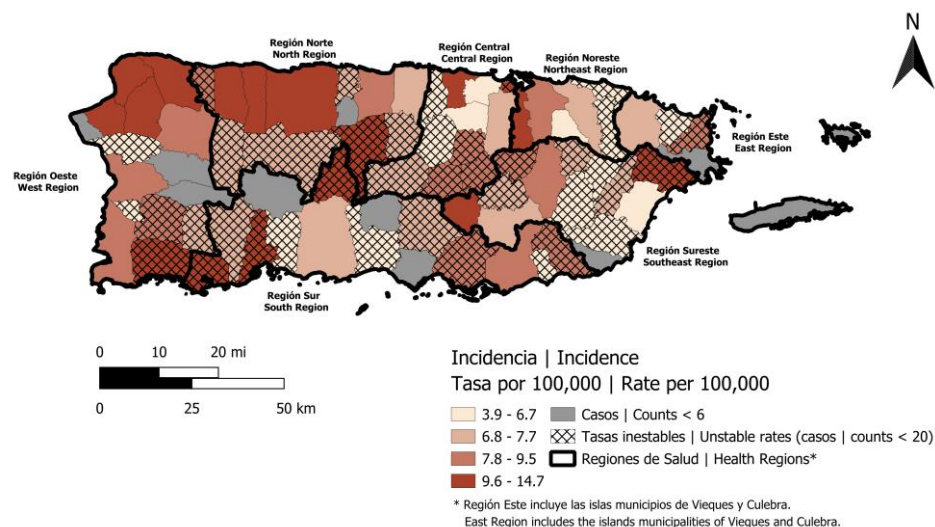 N
Región Norte
North Region
Región Central
Central Region
Región Noreste
Northeast Region
Región Este
East Region
Región Oeste
West Region
Región Sureste
Southeast Region
Región Sur
South Region
0 10 20 mi
0 25 50 km
Incidencia | Incidence
Tasa por 100,000 | Rate per 100,000
3.9 - 6.7 Casos | Counts < 6
6.8 - 7.7 Tasas inestables | Unstable rates (casos | counts < 20)
7.8 - 9.5 Regiones de Salud | Health Regions*
9.6 - 14.7
* Región Este incluye las islas municipios de Vieques y Culebra.
East Region includes the islands municipalities of Vieques and Culebra.